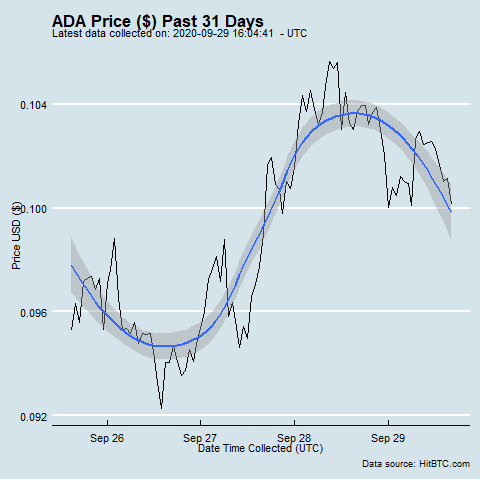 ADA Price ($) Past 31 Days
Latest data collected on: 2020-09-29 16:04:41 - UTC
Price USD ($)
0.104
0.100
0.096
0.092
Sep 26 Sep 27 Sep 28 Sep 29
Date Time Collected (UTC)
Data source: HitBTC.com